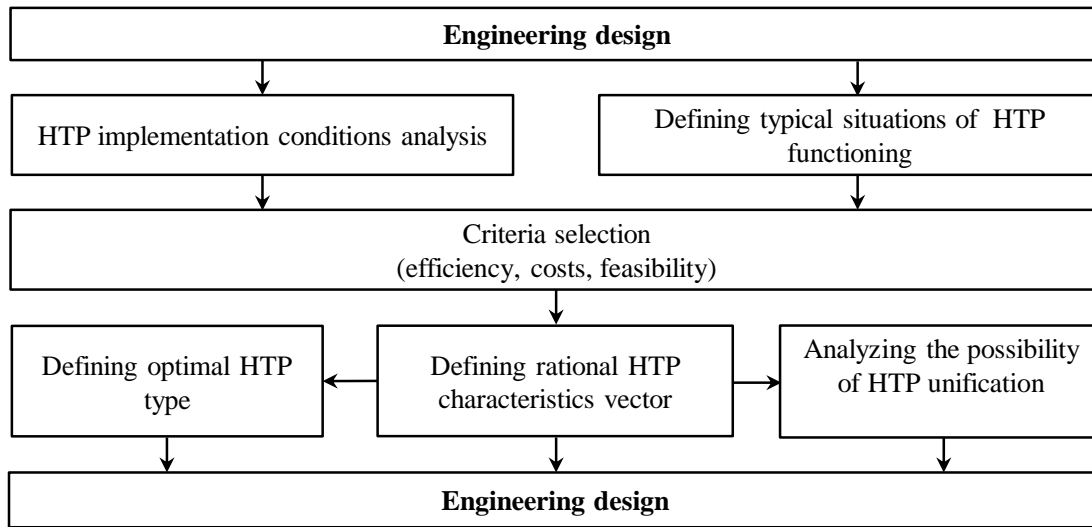 Engineering design
HTP implementation conditions analysis
Defining typical situations of HTP
functioning
Criteria selection
(efficiency, costs, feasibility)
Defining optimal HTP
type
Defining rational HTP
characteristics vector
Analyzing the possibility
of HTP unification
Engineering design